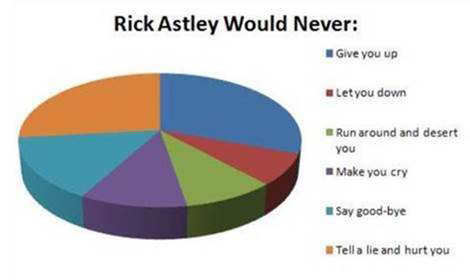 Rick Astley Would Never:
Give you up
Let you down
Run around and desert
you
Make you cry
Say good-bye
Tell a lie and hurt you